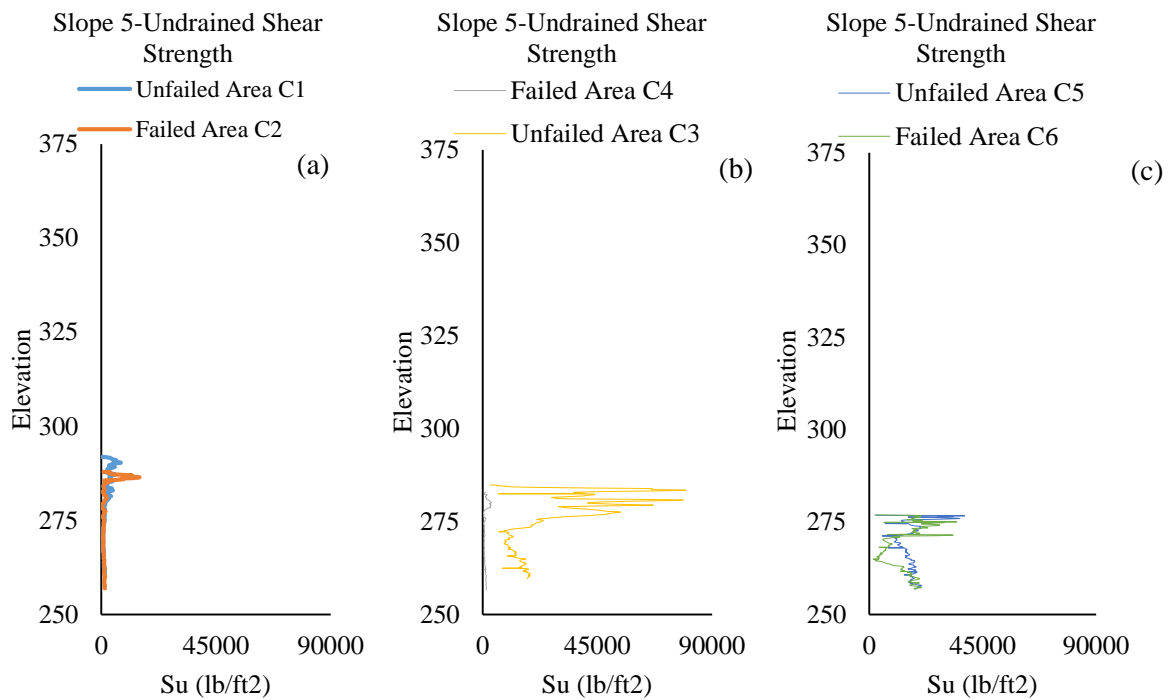 Slope 5-Undrained Shear
Strength
Unfailed Area C1
Failed Area C2
(a)
375
350
325
300
275
250
Elevation
0 45000 90000
Su (lb/ft2)
Slope 5-Undrained Shear
Strength
Failed Area C4
Unfailed Area C3
(b)
375
350
325
300
275
250
Elevation
0 45000 90000
Su (lb/ft2)
Slope 5-Undrained Shear
Strength
Unfailed Area C5
Failed Area C6
(c)
375
350
325
300
275
250
Elevation
0 45000 90000
Su (lb/ft2)